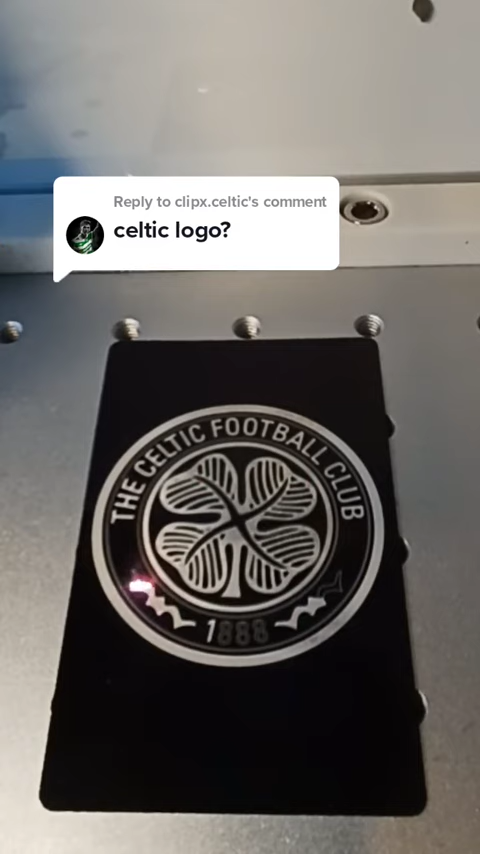 Reply to clipx.celtic's comment
celtic logo?
THE CELTIC FOOTBALL CLUB
1888